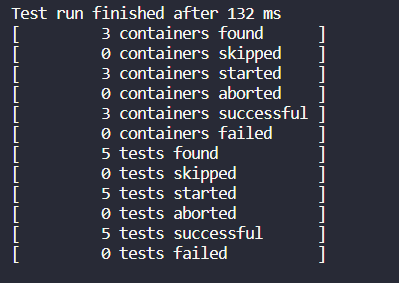 Test run finished after 132 ms
[         3 containers found      ]
[         0 containers skipped    ]
[         3 containers started    ]
[         0 containers aborted    ]
[         3 containers successful ]
[         0 containers failed     ]
[         5 tests found           ]
[         0 tests skipped         ]
[         5 tests started         ]
[         0 tests aborted         ]
[         5 tests successful      ]
[         0 tests failed          ]